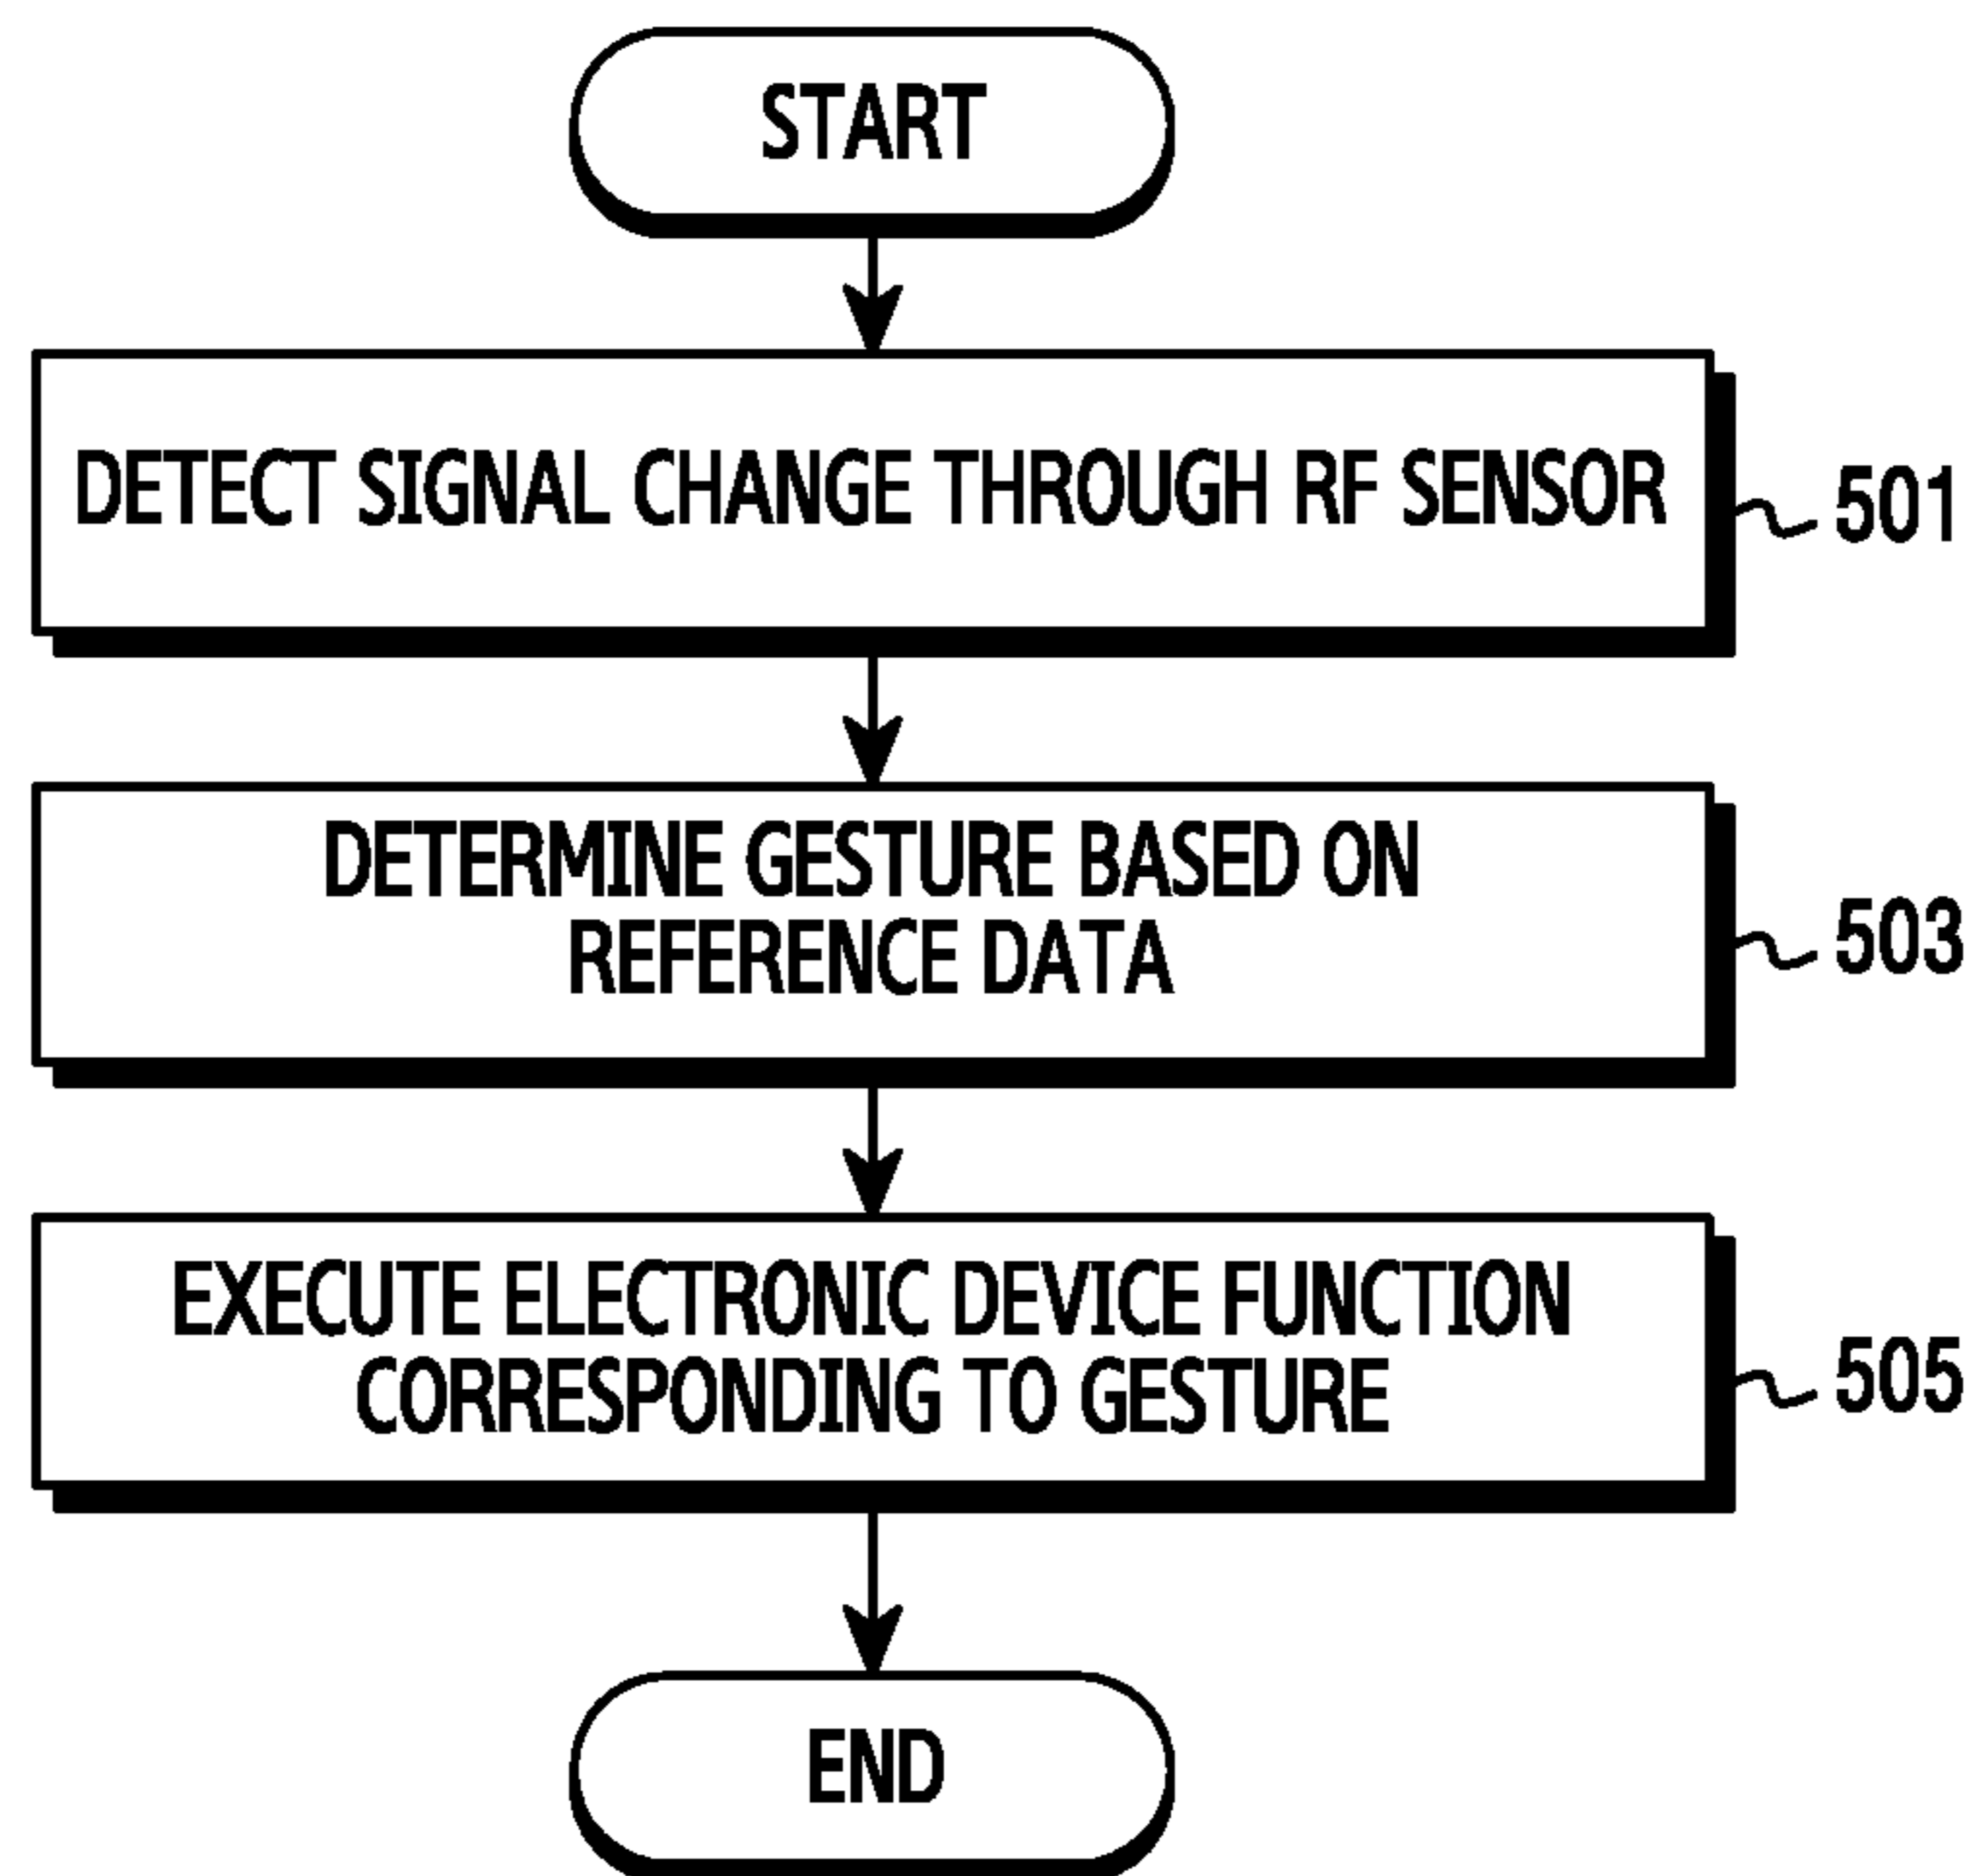 START
DETECT SIGNAL CHANGE THROUGH RF SENSOR
501
DETERMINE GESTURE BASED ON
REFERENCE DATA
503
EXECUTE ELECTRONIC DEVICE FUNCTION
CORRESPONDING TO GESTURE
505
END